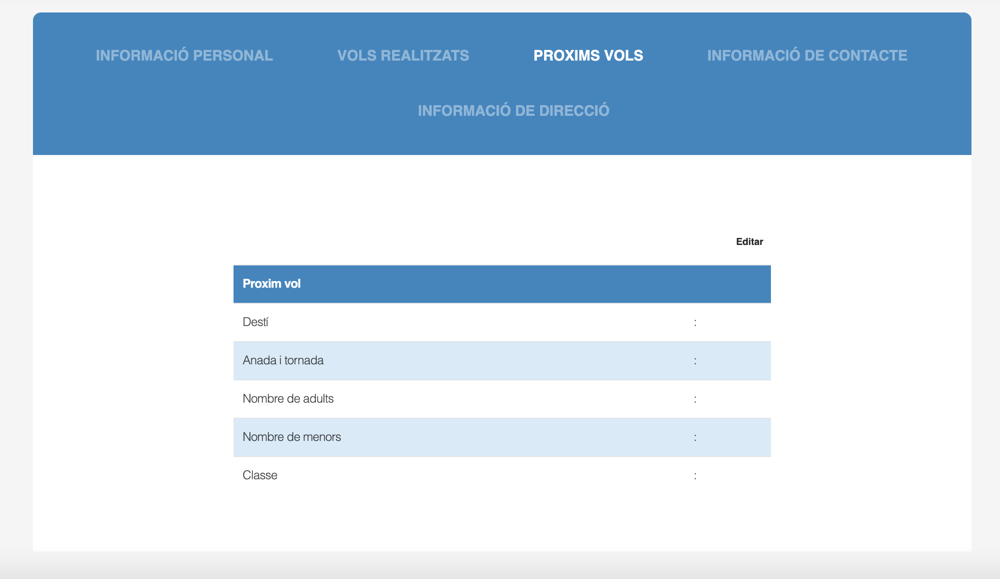 INFORMACIÓ PERSONAL VOLS REALITZATS PROXIMS VOLS INFORMACIÓ DE CONTACTE
INFORMACIÓ DE DIRECCIÓ
Editar
Proxim vol
Destí :
Anada i tornada :
Nombre de adults :
Nombre de menors :
Classe :